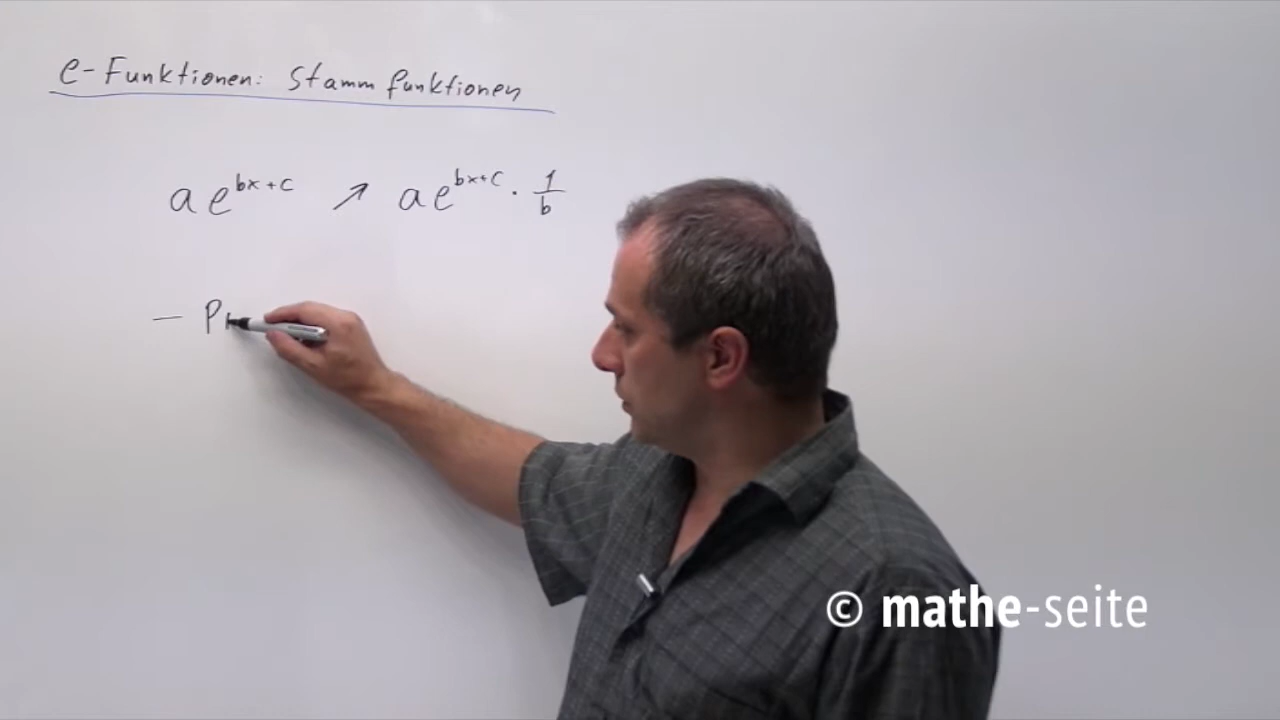 e-Funktionen: Stammfunktionen
ae^{bx+c} ↗ ae^{bx+c} · 1/b
© mathe-seite